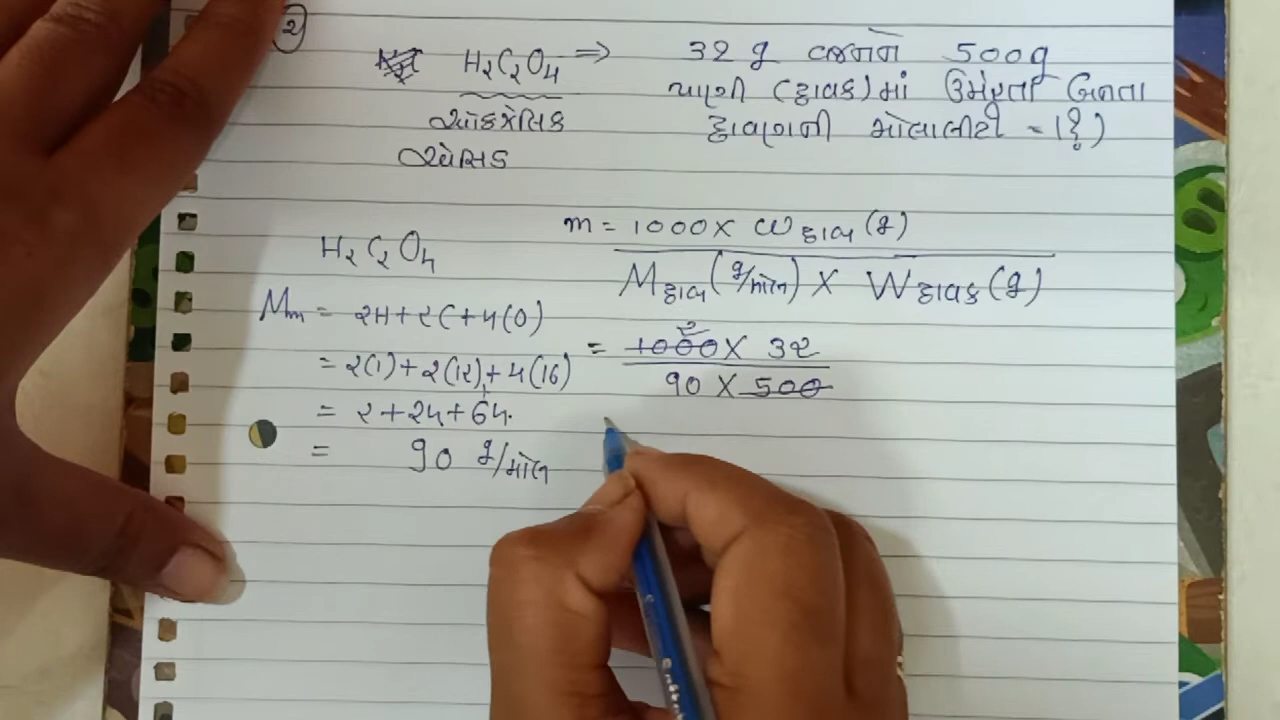 2
H₂C₂O₄ ⇒ 32 g વજનને 500g
પાણી (દ્રાવક)માં ઉમેરતા બનતા
ઓક્ઝેલિક દ્રાવણની મોલાલીટી = (?)
એસિડ
m = 1000 X W દ્રાવ્ય (g)
H₂C₂O₄
M દ્રાવ્ય (g/મોલ) X W દ્રાવક (g)
Mm = 2H + 2C + 4(O)
= 1000 X 32
2
= 2(1) + 2(12) + 4(16)
90 X 500
= 2 + 24 + 64.
= 90 g/મોલ